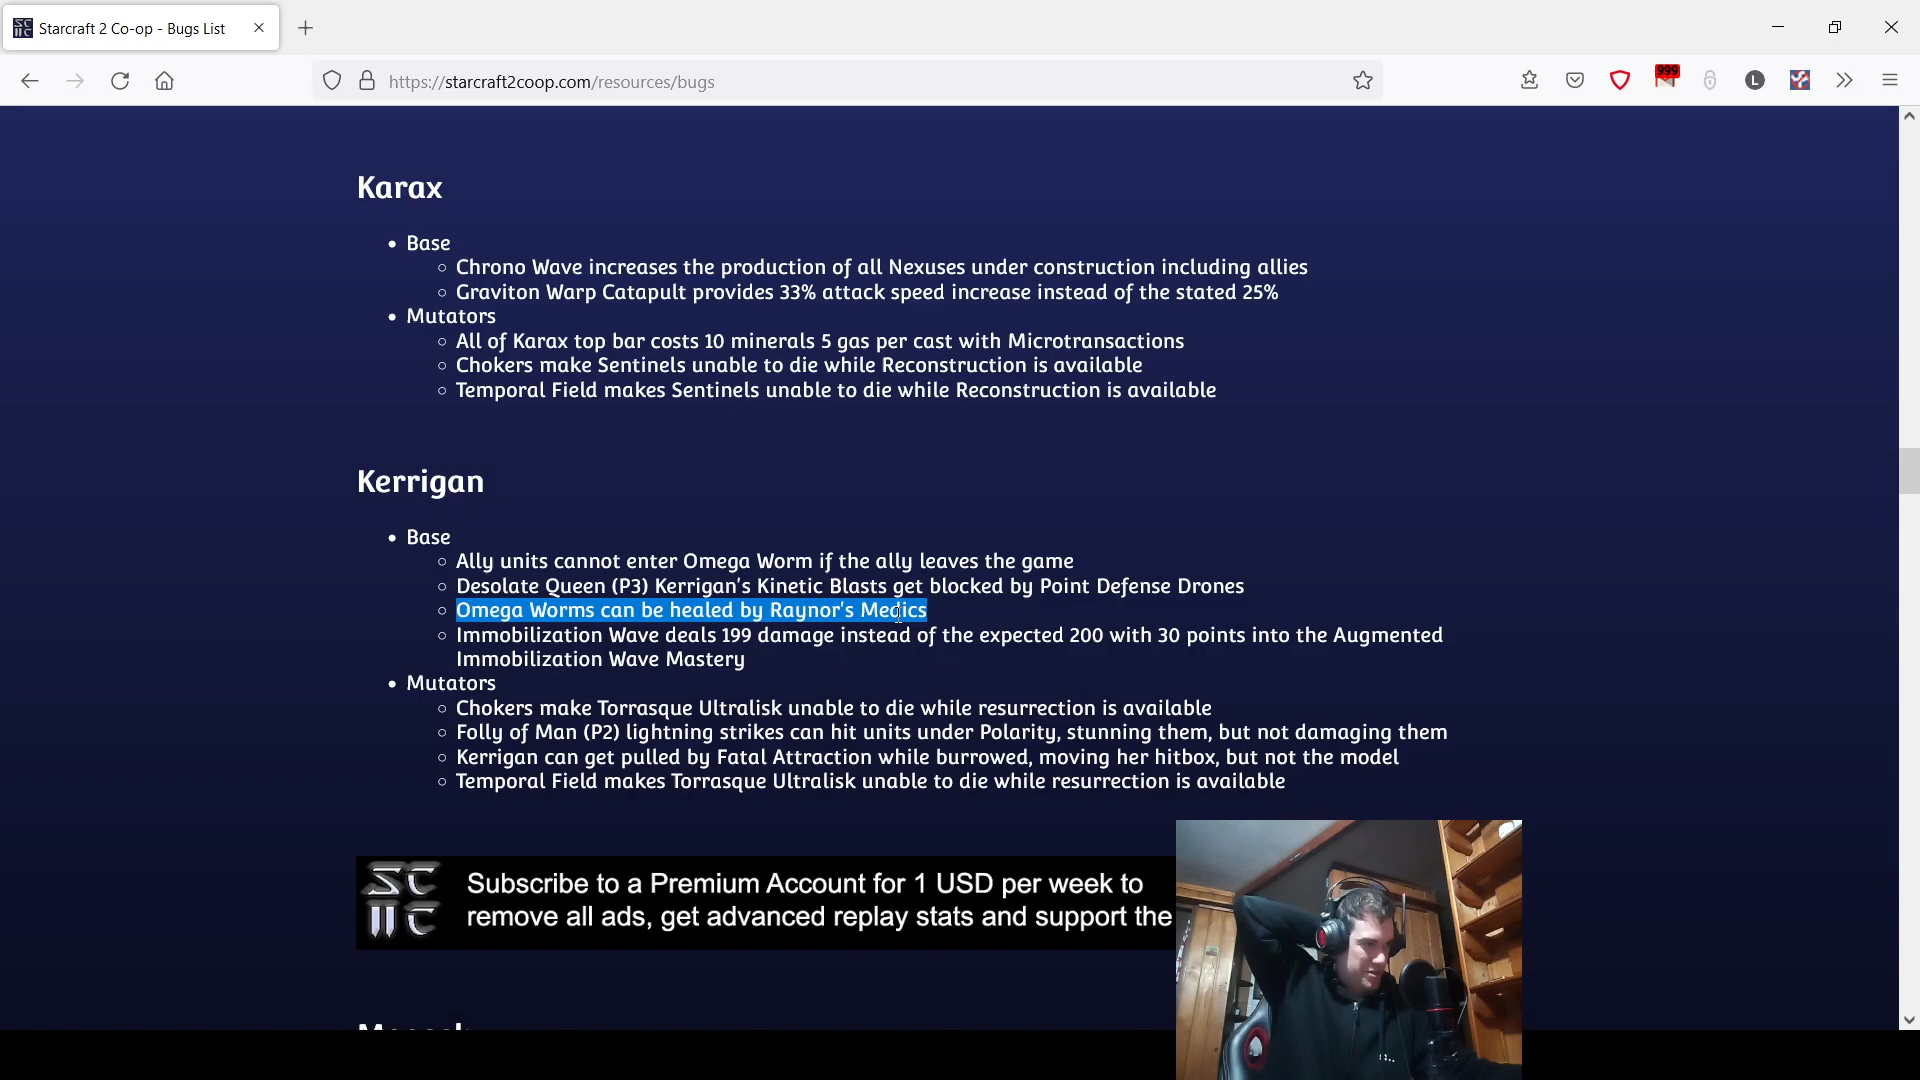 Starcraft 2 Co-op - Bugs List
https://starcraft2coop.com/resources/bugs
999
L
Karax
Base
Chrono Wave increases the production of all Nexuses under construction including allies
Graviton Warp Catapult provides 33% attack speed increase instead of the stated 25%
Mutators
All of Karax top bar costs 10 minerals 5 gas per cast with Microtransactions
Chokers make Sentinels unable to die while Reconstruction is available
Temporal Field makes Sentinels unable to die while Reconstruction is available
Kerrigan
Base
Ally units cannot enter Omega Worm if the ally leaves the game
Desolate Queen (P3) Kerrigan's Kinetic Blasts get blocked by Point Defense Drones
Omega Worms can be healed by Raynor's Medics
Immobilization Wave deals 199 damage instead of the expected 200 with 30 points into the Augmented
Immobilization Wave Mastery
Mutators
Chokers make Torrasque Ultralisk unable to die while resurrection is available
Folly of Man (P2) lightning strikes can hit units under Polarity, stunning them, but not damaging them
Kerrigan can get pulled by Fatal Attraction while burrowed, moving her hitbox, but not the model
Temporal Field makes Torrasque Ultralisk unable to die while resurrection is available
SC
IIC
Subscribe to a Premium Account for 1 USD per week to
remove all ads, get advanced replay stats and support the